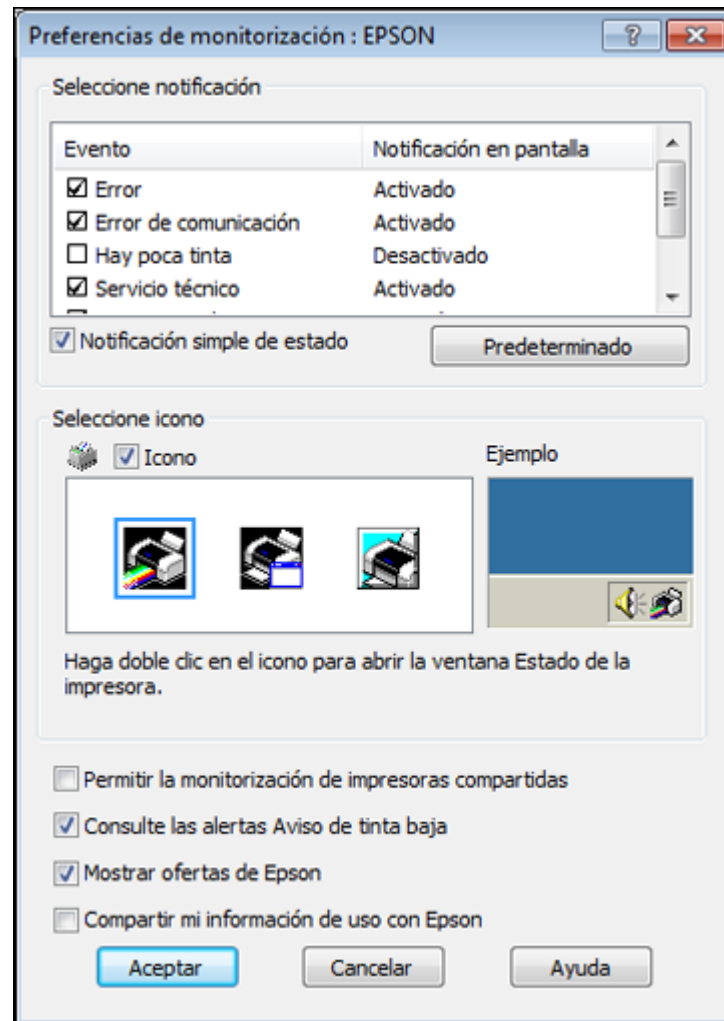 Preferencias de monitorización : EPSON
Seleccione notificación
Evento Notificación en pantalla
Error Activado
Error de comunicación Activado
Hay poca tinta Desactivado
Servicio técnico Activado
Notificación simple de estado Predeterminado
Seleccione icono
Icono Ejemplo
Haga doble clic en el icono para abrir la ventana Estado de la
impresora.
Permitir la monitorización de impresoras compartidas
Consulte las alertas Aviso de tinta baja
Mostrar ofertas de Epson
Compartir mi información de uso con Epson
Aceptar Cancelar Ayuda